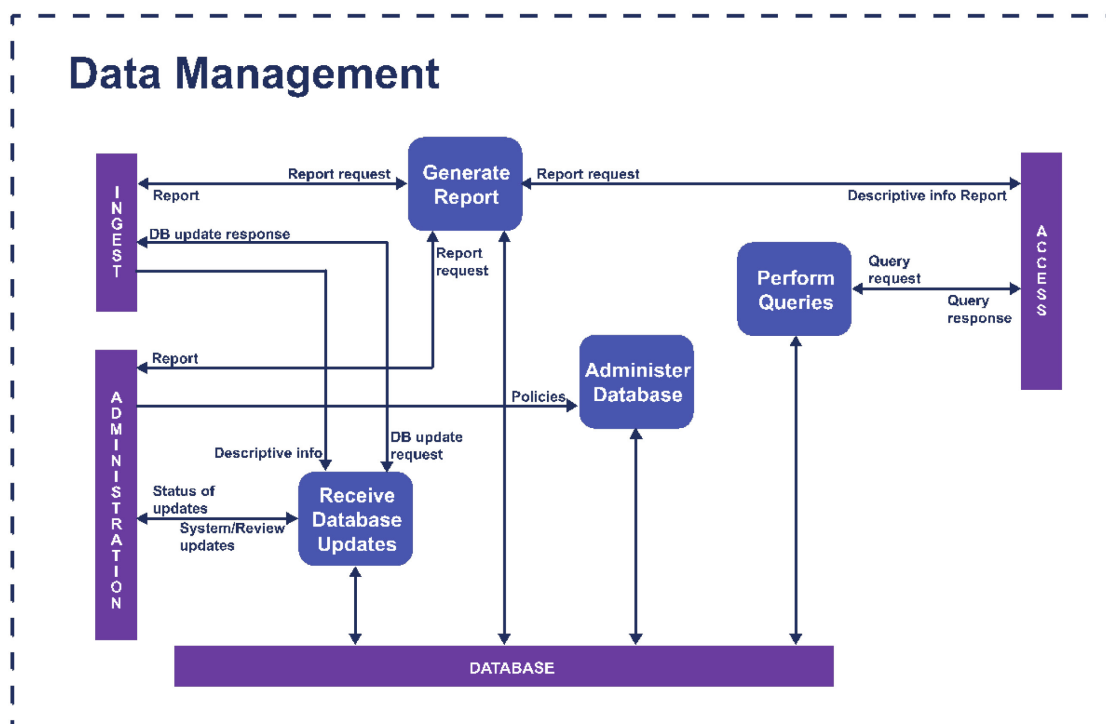 Data Management
Generate
Report
Report request
Report
Report request
Descriptive info Report
INGEST
ACCESS
DB update response
Report
request
Perform
Queries
Query
request
Query
response
Report
Administer
Database
ADMINISTRATION
Policies
DB update
request
Descriptive info
Receive
Database
Updates
Status of
updates
System/Review
updates
DATABASE